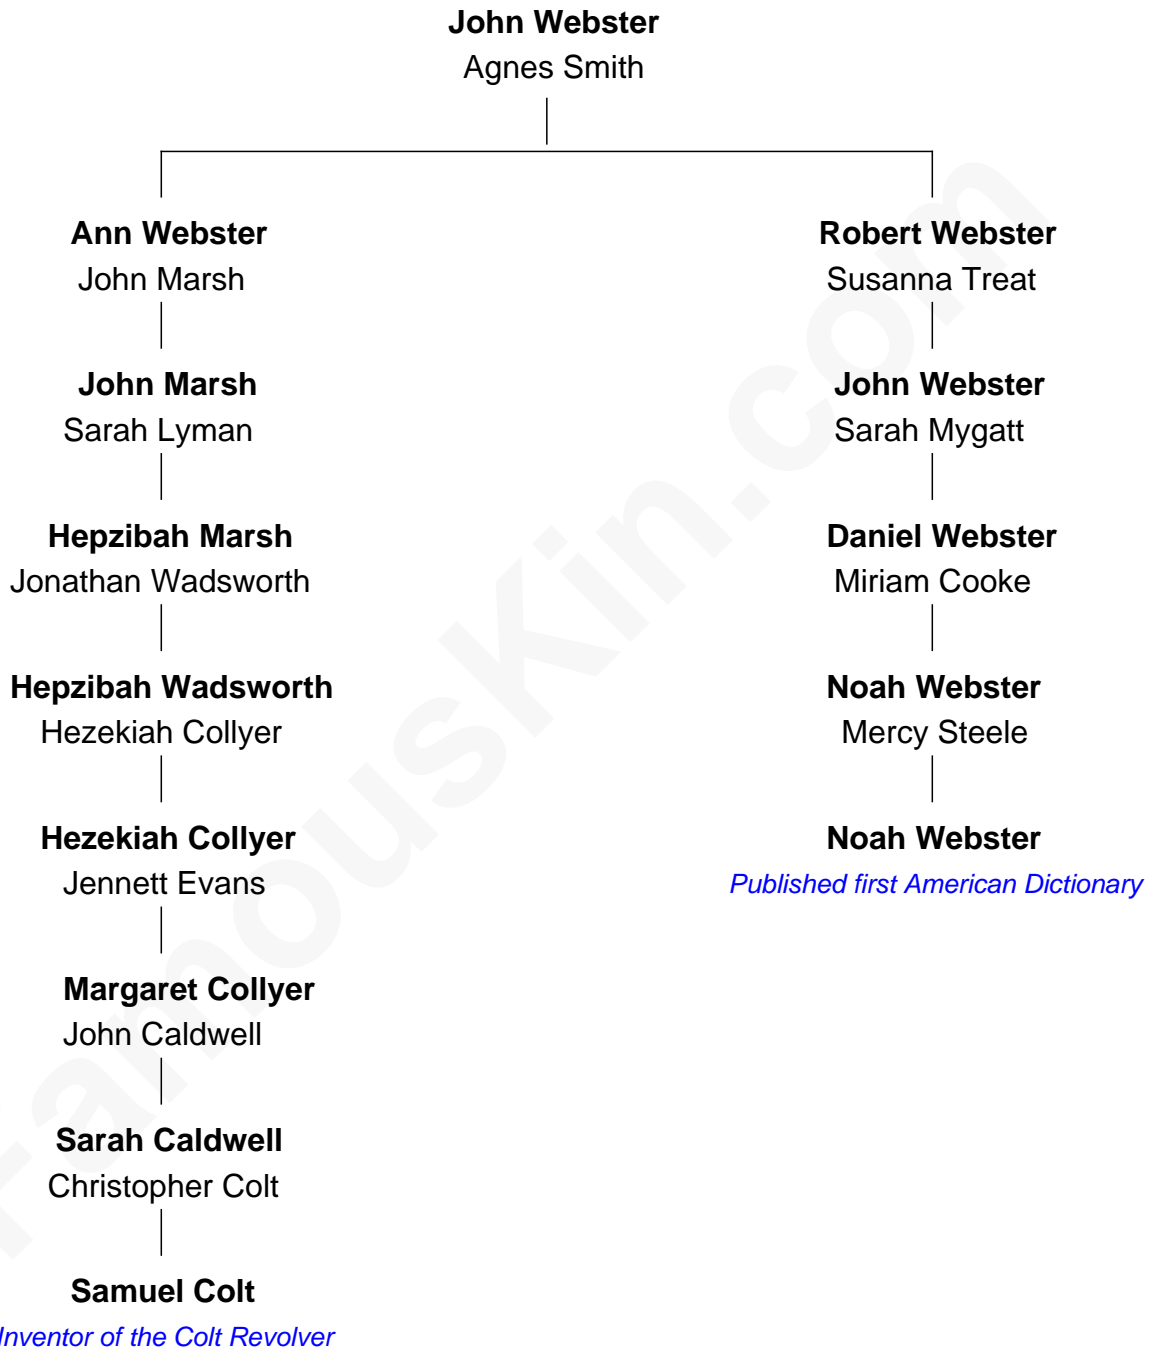 John Webster
Agnes Smith
Ann Webster
John Marsh
John Marsh
Sarah Lyman
Hepzibah Marsh
Jonathan Wadsworth
Hepzibah Wadsworth
Hezekiah Collyer
Hezekiah Collyer
Jennett Evans
Margaret Collyer
John Caldwell
Sarah Caldwell
Christopher Colt
Samuel Colt
Inventor of the Colt Revolver
Robert Webster
Susanna Treat
John Webster
Sarah Mygatt
Daniel Webster
Miriam Cooke
Noah Webster
Mercy Steele
Noah Webster
Published first American Dictionary
FamousKin.com